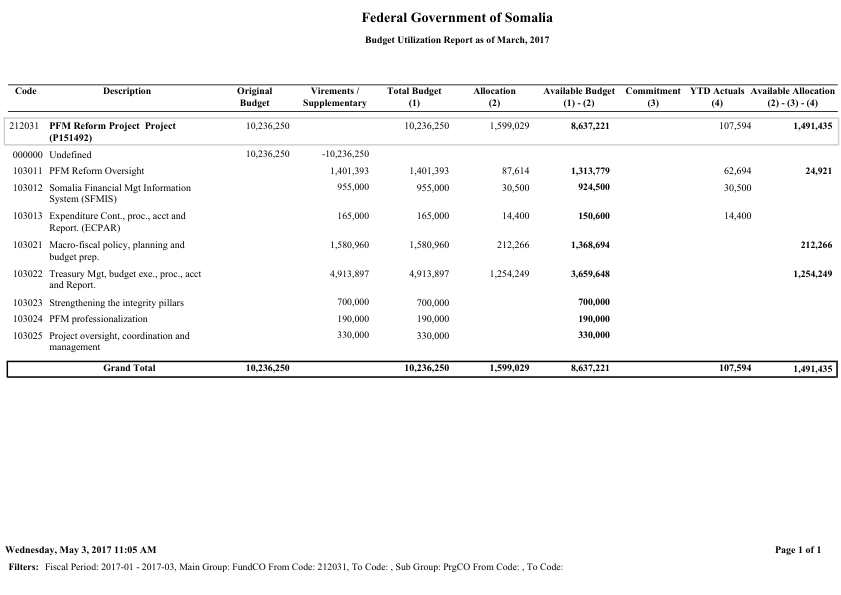 Federal Government of Somalia
Budget Utilization Report as of March, 2017
Code Description Original Budget Virements / Supplementary Total Budget (1) Allocation (2) Available Budget (1) - (2) Commitment (3) YTD Actuals (4) Available Allocation (2) - (3) - (4)
212031 PFM Reform Project Project 10,236,250 10,236,250 1,599,029 8,637,221 107,594 1,491,435
(P151492)
000000 Undefined 10,236,250 -10,236,250
103011 PFM Reform Oversight 1,401,393 1,401,393 87,614 1,313,779 62,694 24,921
103012 Somalia Financial Mgt Information 955,000 955,000 30,500 924,500 30,500
System (SFMIS)
103013 Expenditure Cont., proc., acct and 165,000 165,000 14,400 150,600 14,400
Report. (ECPAR)
103021 Macro-fiscal policy, planning and 1,580,960 1,580,960 212,266 1,368,694 212,266
budget prep.
103022 Treasury Mgt, budget exe., proc., acct 4,913,897 4,913,897 1,254,249 3,659,648 1,254,249
and Report.
103023 Strengthening the integrity pillars 700,000 700,000 700,000
103024 PFM professionalization 190,000 190,000 190,000
103025 Project oversight, coordination and 330,000 330,000 330,000
management
Grand Total 10,236,250 10,236,250 1,599,029 8,637,221 107,594 1,491,435
Wednesday, May 3, 2017 11:05 AM Page 1 of 1
Filters: Fiscal Period: 2017-01 - 2017-03, Main Group: FundCO From Code: 212031, To Code: , Sub Group: PrgCO From Code: , To Code: